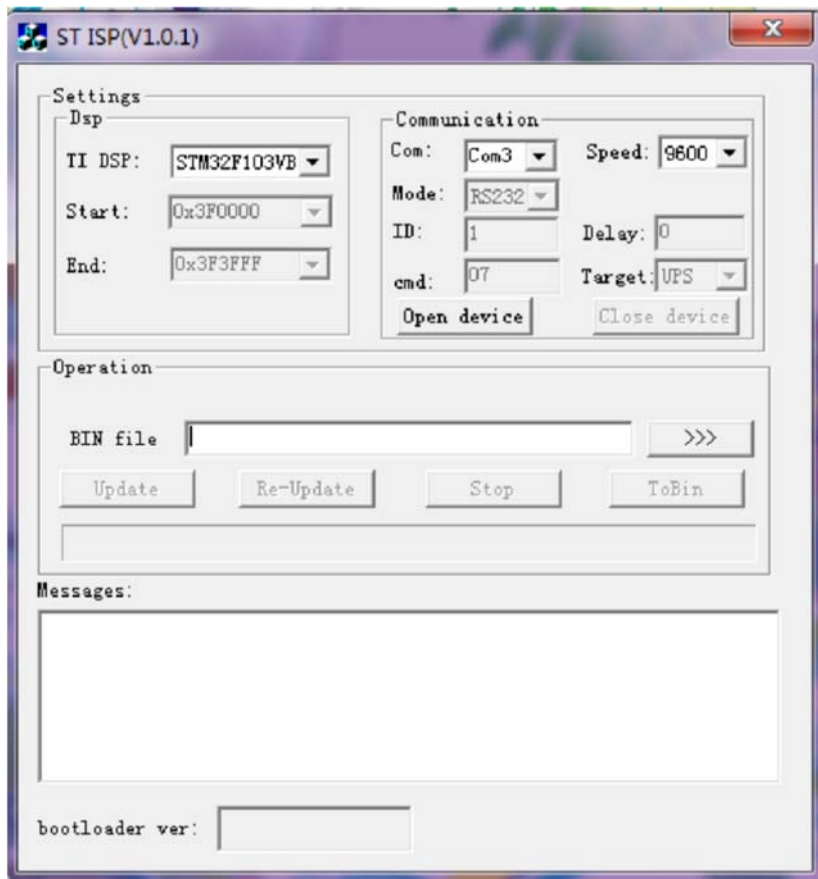 ST ISP(V1.0.1)
Settings
Dsp
TI DSP: STM32F103VB
Start: 0x3F0000
End: 0x3F3FFF
Communication
Com: Com3 Speed: 9600
Mode: RS232
ID: 1 Delay: 0
cmd: 07 Target: UPS
Open device Close device
Operation
BIN file >>>
Update Re-Update Stop ToBin
Messages:
bootloader ver: